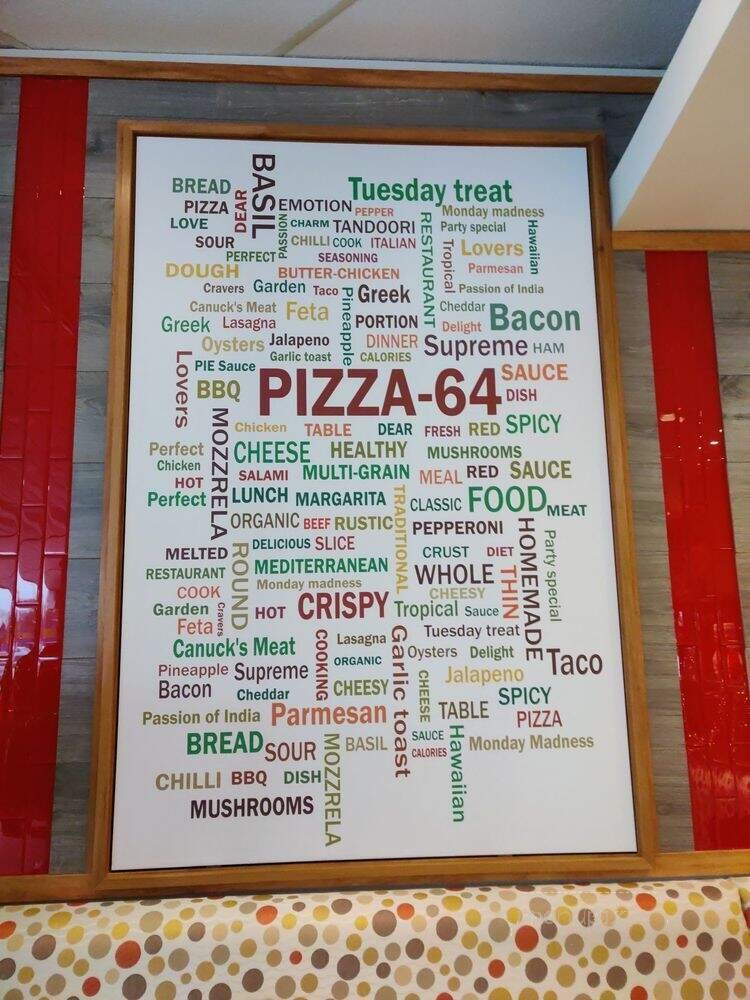 BREAD
BASIL
Tuesday treat
PIZZA
DEAR
EMOTION
PEPPER
Monday madness
LOVE
PASSION
CHARM
TANDOORI
RESTAURANT
Party special
Hawaiian
SOUR
CHILLI
COOK
ITALIAN
Tropical
Lovers
PERFECT
SEASONING
DOUGH
BUTTER-CHICKEN
Parmesan
Cravers
Garden
Taco
Pineapple
Greek
Passion of India
Canuck's Meat
Feta
Cheddar
Bacon
Greek
Lasagna
PORTION
Delight
Oysters
Jalapeno
DINNER
Supreme
HAM
Lovers
PIE Sauce
Garlic toast
CALORIES
SAUCE
BBQ
PIZZA-64
DISH
MOZZRELA
Chicken
TABLE
DEAR
FRESH
RED
SPICY
Perfect
CHEESE
HEALTHY
MUSHROOMS
Chicken
SALAMI
MULTI-GRAIN
MEAL
RED
SAUCE
HOT
Perfect
LUNCH
MARGARITA
TRADITIONAL
CLASSIC
FOOD
MEAT
ORGANIC
BEEF
RUSTIC
PEPPERONI
HOMEMADE
Party special
MELTED
ROUND
DELICIOUS
SLICE
CRUST
DIET
RESTAURANT
MEDITERRANEAN
WHOLE
THIN
COOK
Monday madness
CHEESY
Garden
Cravers
HOT
CRISPY
Tropical
Sauce
Feta
Canuck's Meat
COOKING
Lasagna
Garlic toast
Tuesday treat
Pineapple
Supreme
ORGANIC
Oysters
Delight
Taco
Bacon
Cheddar
CHEESY
CHEESE
Jalapeno
Passion of India
Parmesan
TABLE
SPICY
PIZZA
BREAD
SOUR
MOZZRELA
BASIL
SAUCE
CALORIES
Hawaiian
Monday Madness
CHILLI
BBQ
DISH
MUSHROOMS